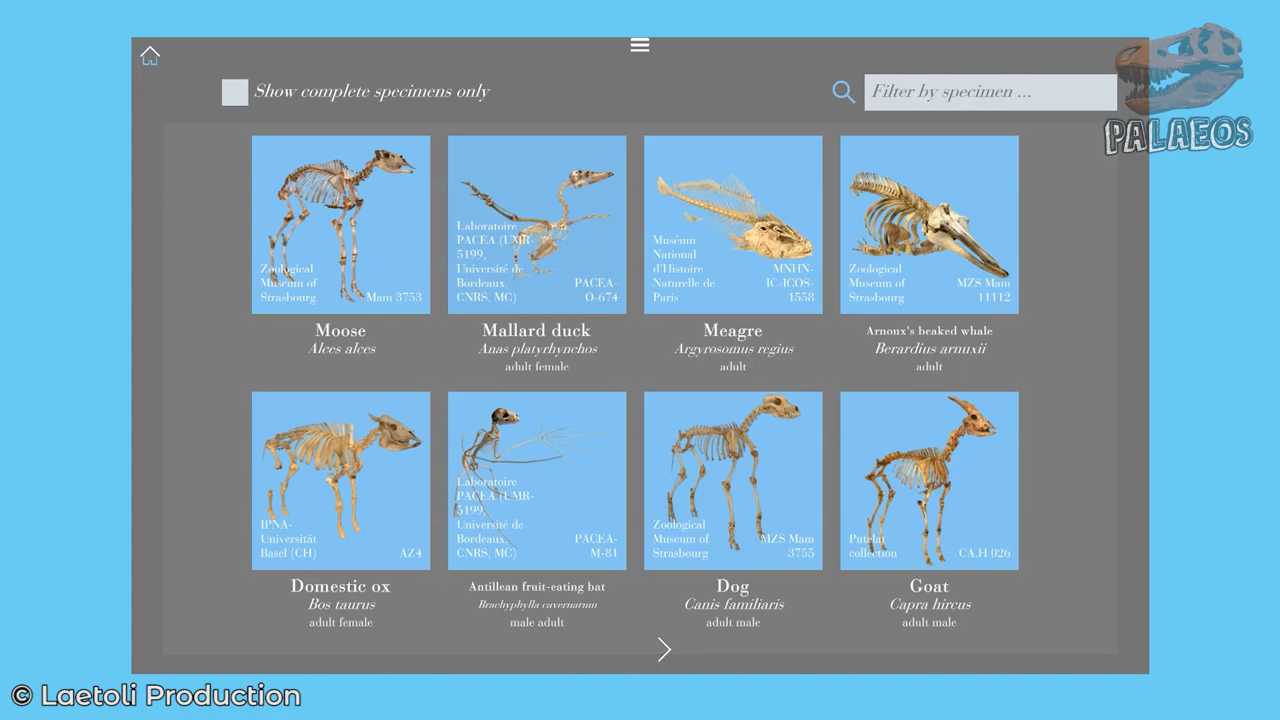 Show complete specimens only
Filter by specimen ...
PALAEOS
Zoological
Museum of
Strasbourg
Mam 3753
Moose
Alces alces
Laboratoire
PACEA (UMR-
5199,
Université de
Bordeaux,
CNRS, MC)
PACEA-
O-674
Mallard duck
Anas platyrhynchos
adult female
Muséum
National
d'Histoire
Naturelle de
Paris
MNHN-
IC-ICOS-
1558
Meagre
Argyrosomus regius
adult
Zoological
Museum of
Strasbourg
MZS Mam
11112
Arnoux's beaked whale
Berardius arnuxii
adult
IPNA-
Universität
Basel (CH)
AZ4
Domestic ox
Bos taurus
adult female
Laboratoire
PACEA (UMR-
5199,
Université de
Bordeaux,
CNRS, MC)
PACEA-
M-81
Antillean fruit-eating bat
Brachyphylla cavernarum
male adult
Zoological
Museum of
Strasbourg
MZS Mam
3755
Dog
Canis familiaris
adult male
Putelat
collection
CA.H 026
Goat
Capra hircus
adult male
© Laetoli Production